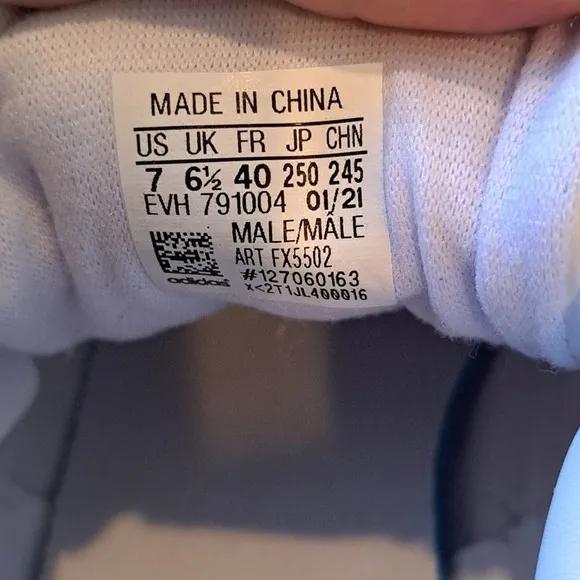 MADE IN CHINA
US UK FR JP CHN
7 6½ 40 250 245
EVH 791004 01/21
MALE/MÂLE
ART FX5502
#127060163
adidas X<2T1JL400016